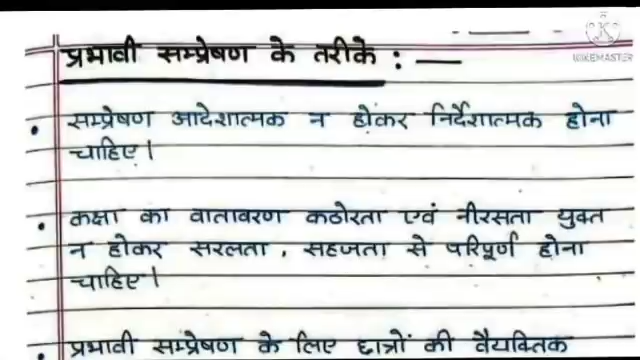 प्रभावी सम्प्रेषण के तरीके : —
KINEMASTER
• सम्प्रेषण आदेशात्मक न होकर निर्देशात्मक होना
चाहिए।
• कक्षा का वातावरण कठोरता एवं नीरसता युक्त
न होकर सरलता , सहजता से परिपूर्ण होना
चाहिए।
• प्रभावी सम्प्रेषण के लिए छात्रों की वैयक्तिक